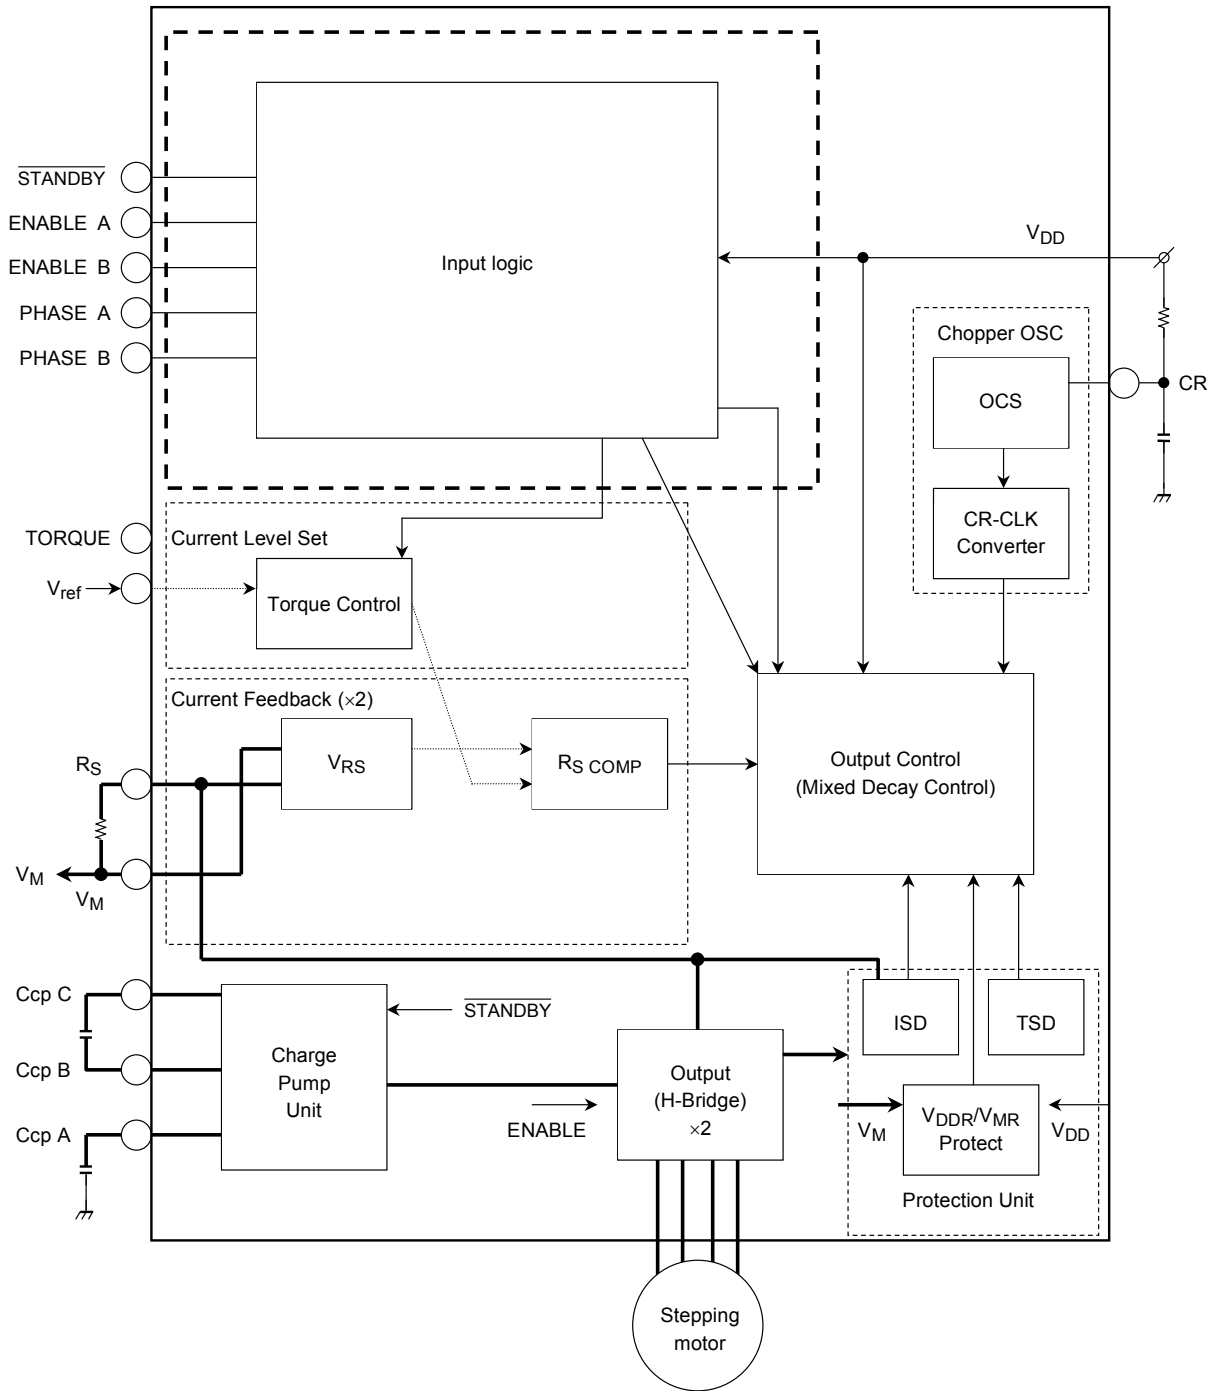 STANDBY
ENABLE A
ENABLE B
PHASE A
PHASE B
Input logic
VDD
Chopper OSC
OCS
CR
CR-CLK
Converter
TORQUE
Vref
Current Level Set
Torque Control
Current Feedback (×2)
VRS
RS COMP
Output Control
(Mixed Decay Control)
RS
VM
VM
Ccp C
Ccp B
Ccp A
Charge
Pump
Unit
STANDBY
ENABLE
Output
(H-Bridge)
×2
ISD
TSD
VM
VDDR/VMR
Protect
VDD
Protection Unit
Stepping
motor